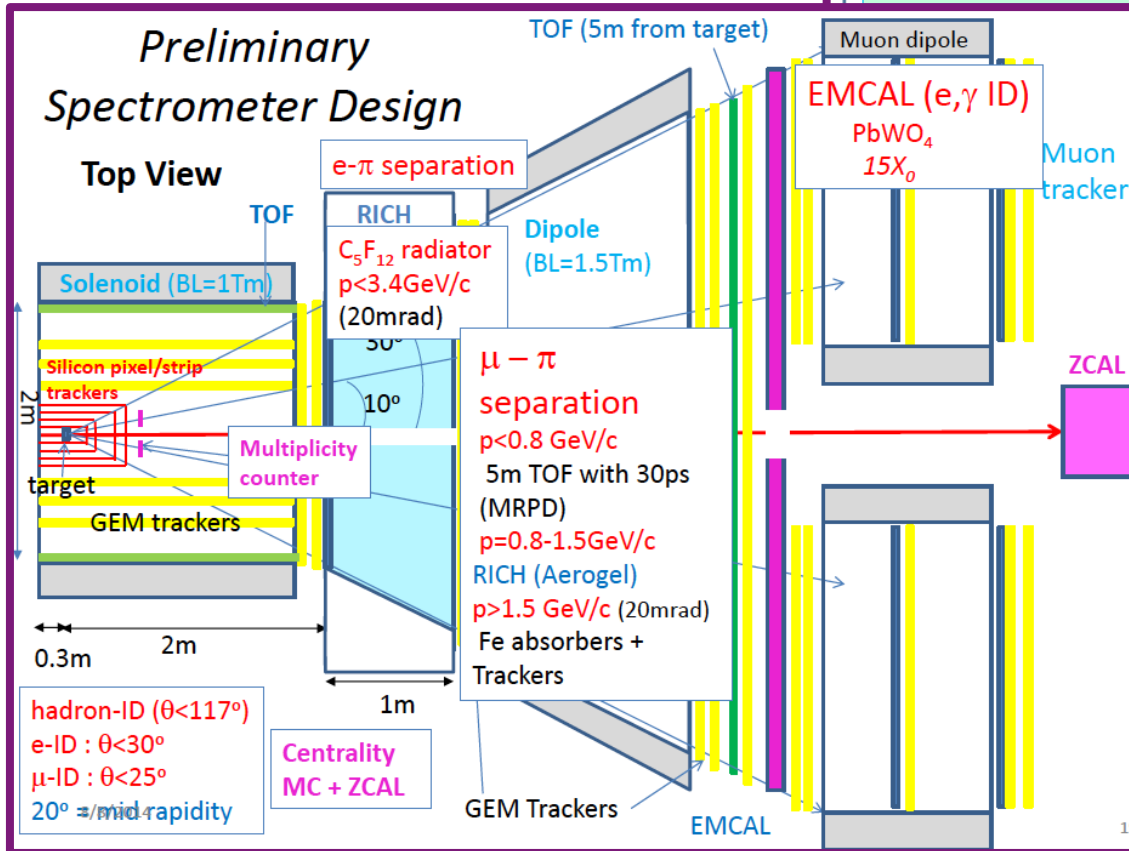 Preliminary
Spectrometer Design
Top View
TOF (5m from target)
Muon dipole
EMCAL (e,γ ID)
PbWO₄
15X₀
Muon
tracker
e-π separation
TOF
RICH
C₅F₁₂ radiator
p<3.4GeV/c
(20mrad)
30°
10°
Dipole
(BL=1.5Tm)
Solenoid (BL=1Tm)
Silicon pixel/strip
trackers
2m
target
Multiplicity
counter
GEM trackers
μ – π
separation
p<0.8 GeV/c
5m TOF with 30ps
(MRPD)
p=0.8-1.5GeV/c
RICH (Aerogel)
p>1.5 GeV/c (20mrad)
Fe absorbers +
Trackers
ZCAL
0.3m
2m
1m
hadron-ID (θ<117°)
e-ID : θ<30°
μ-ID : θ<25°
20° = mid rapidity
Centrality
MC + ZCAL
GEM Trackers
EMCAL
1